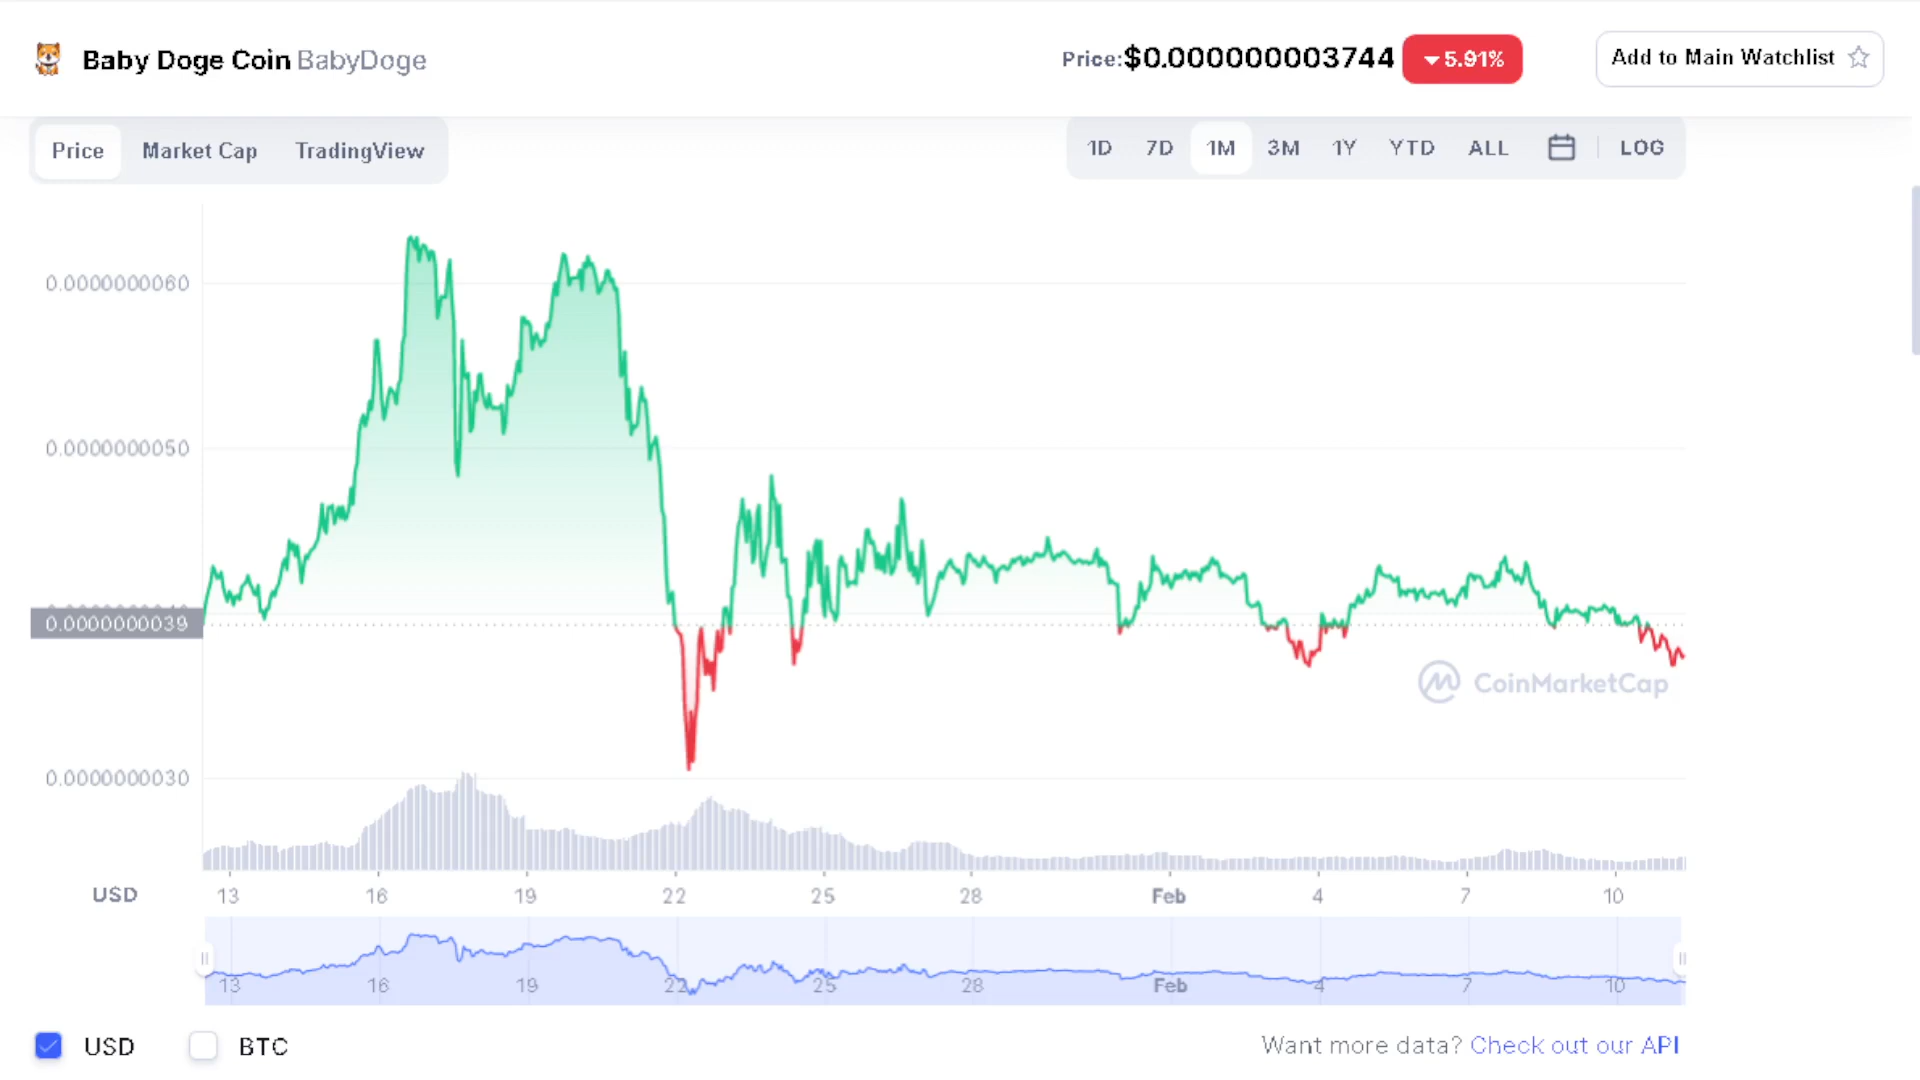 Baby Doge Coin BabyDoge
Price:$0.000000003744 5.91%
Add to Main Watchlist
Price Market Cap TradingView
1D 7D 1M 3M 1Y YTD ALL LOG
0.0000000060
0.0000000050
0.0000000039
CoinMarketCap
0.0000000030
USD 13 16 19 22 25 28 Feb 4 7 10
13 16 19 22 25 28 Feb 4 7 10
USD BTC
Want more data? Check out our API